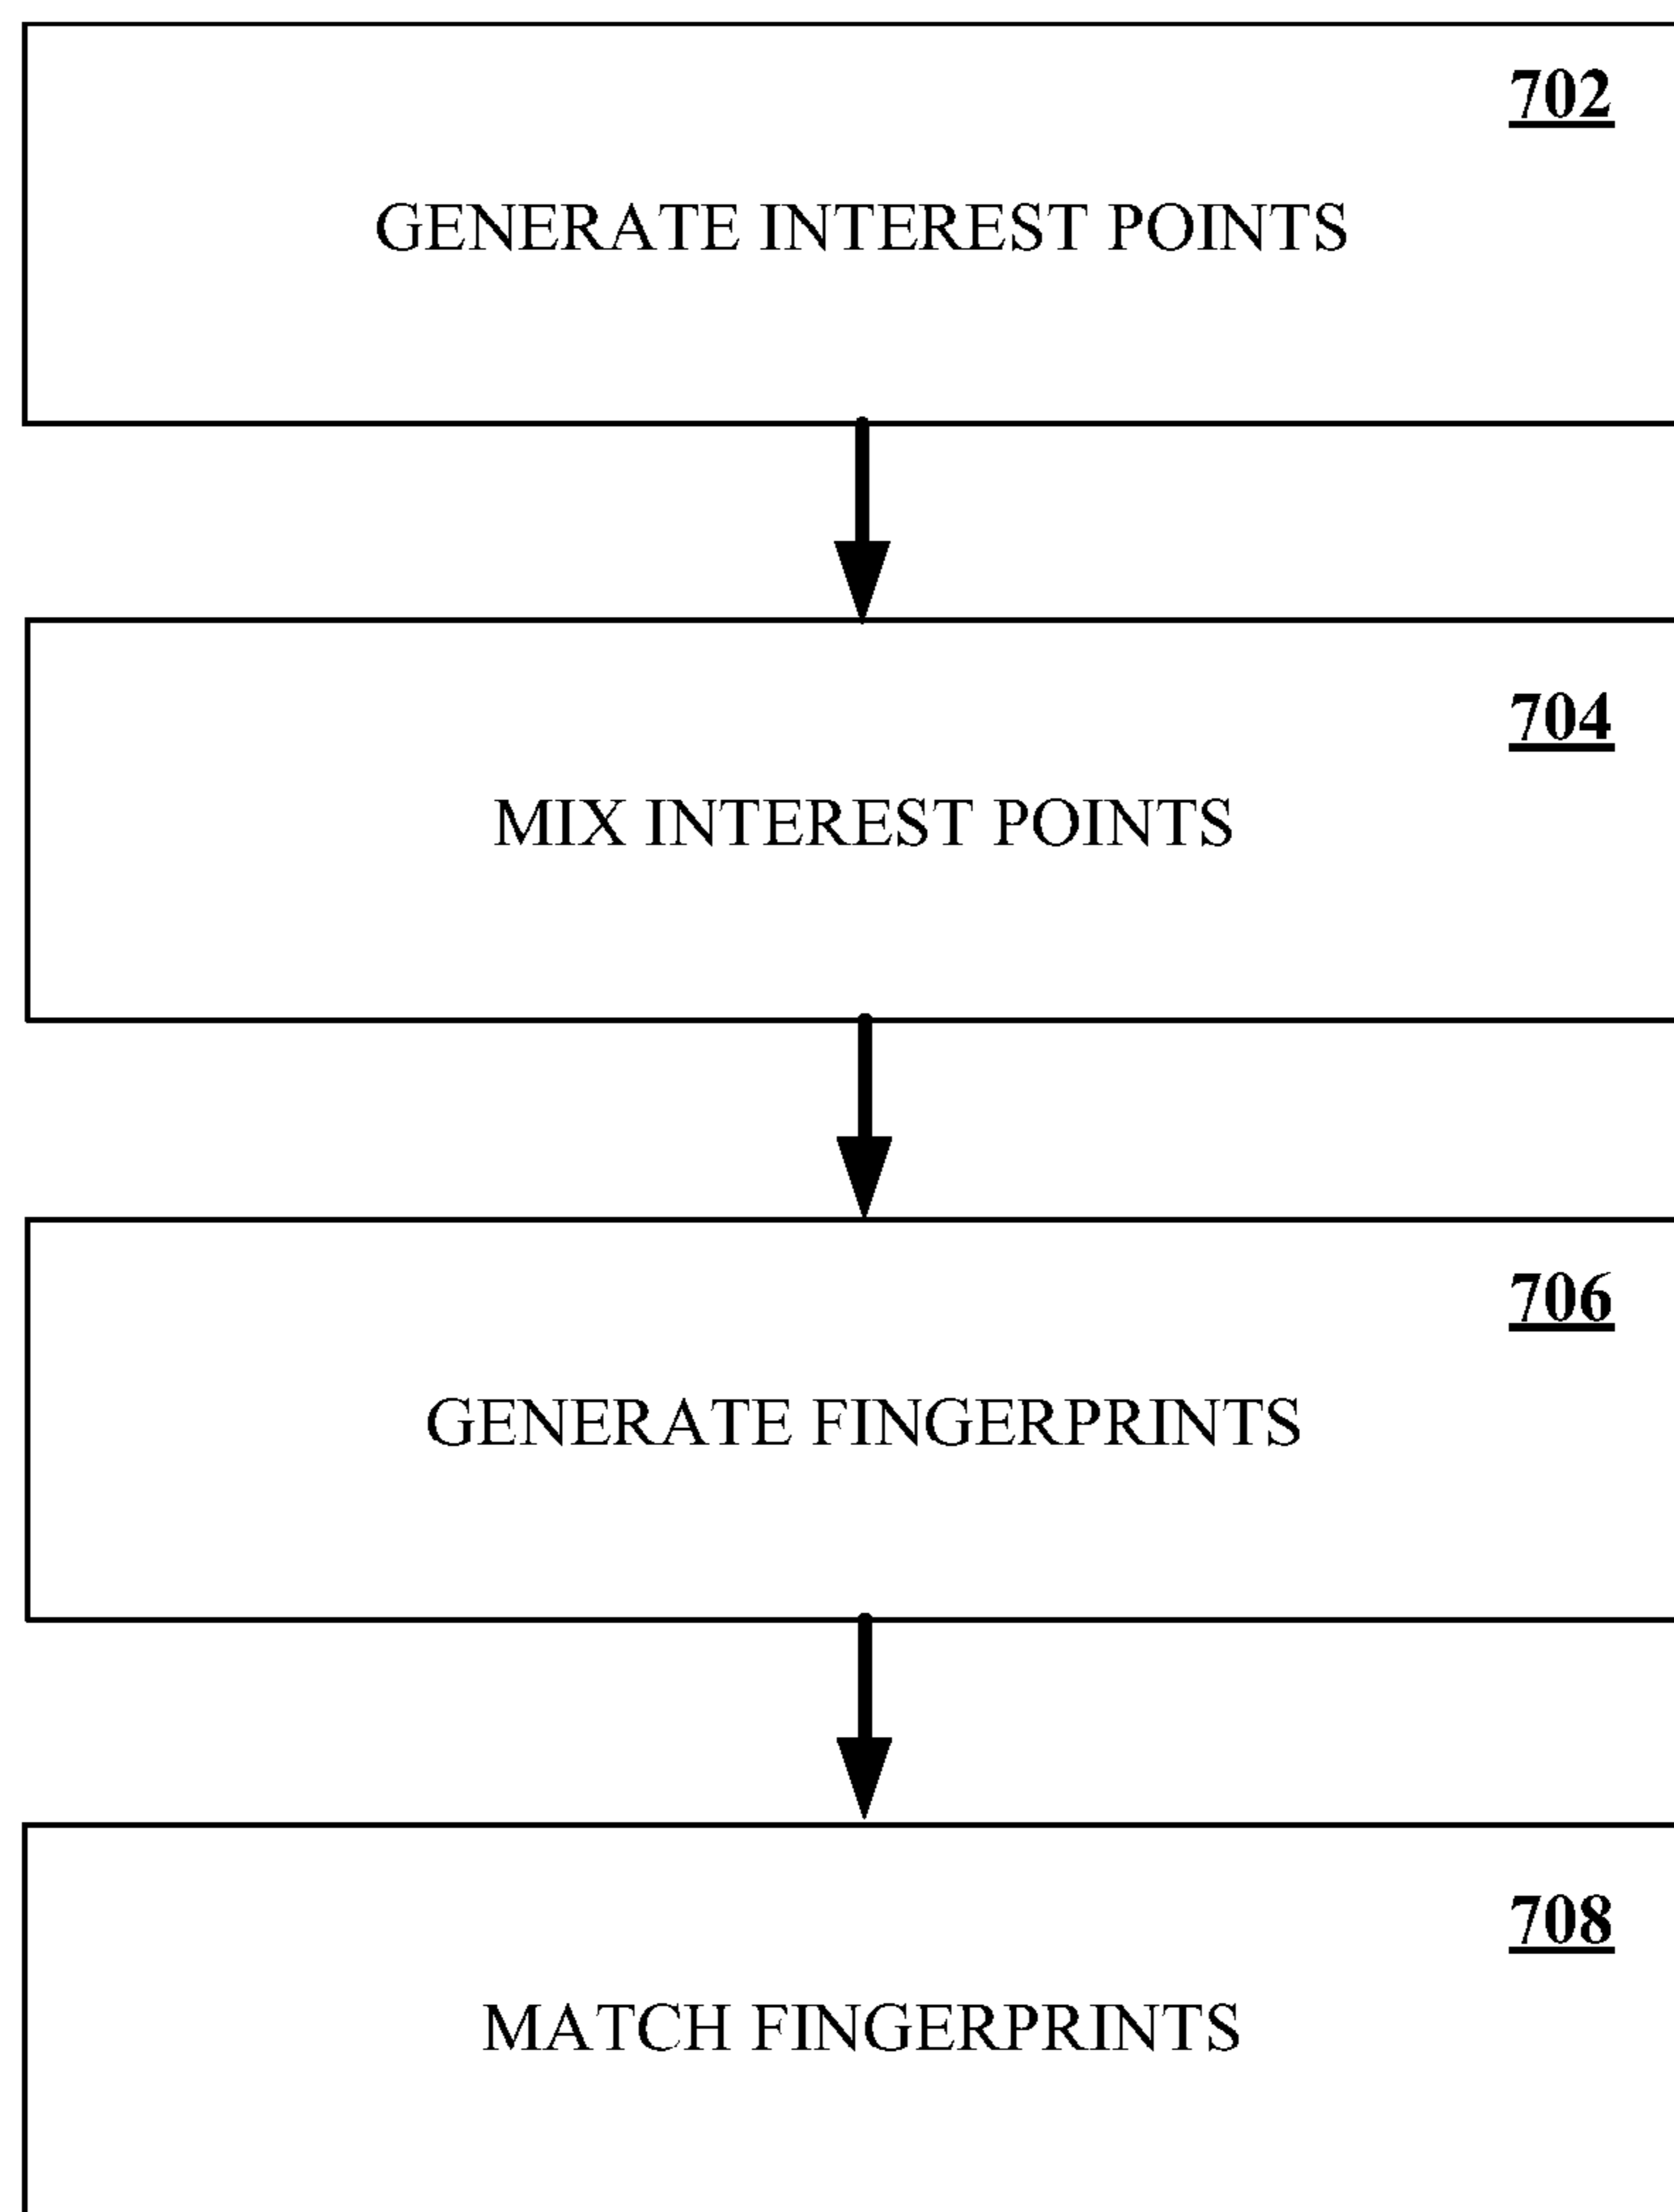 702
GENERATE INTEREST POINTS
704
MIX INTEREST POINTS
706
GENERATE FINGERPRINTS
708
MATCH FINGERPRINTS